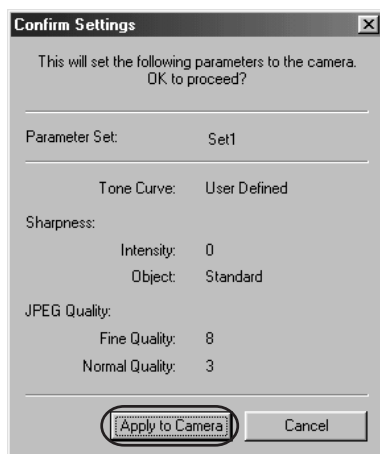 Confirm Settings
This will set the following parameters to the camera.
OK to proceed?
Parameter Set: Set1
Tone Curve: User Defined
Sharpness:
Intensity: 0
Object: Standard
JPEG Quality:
Fine Quality: 8
Normal Quality: 3
Apply to Camera Cancel